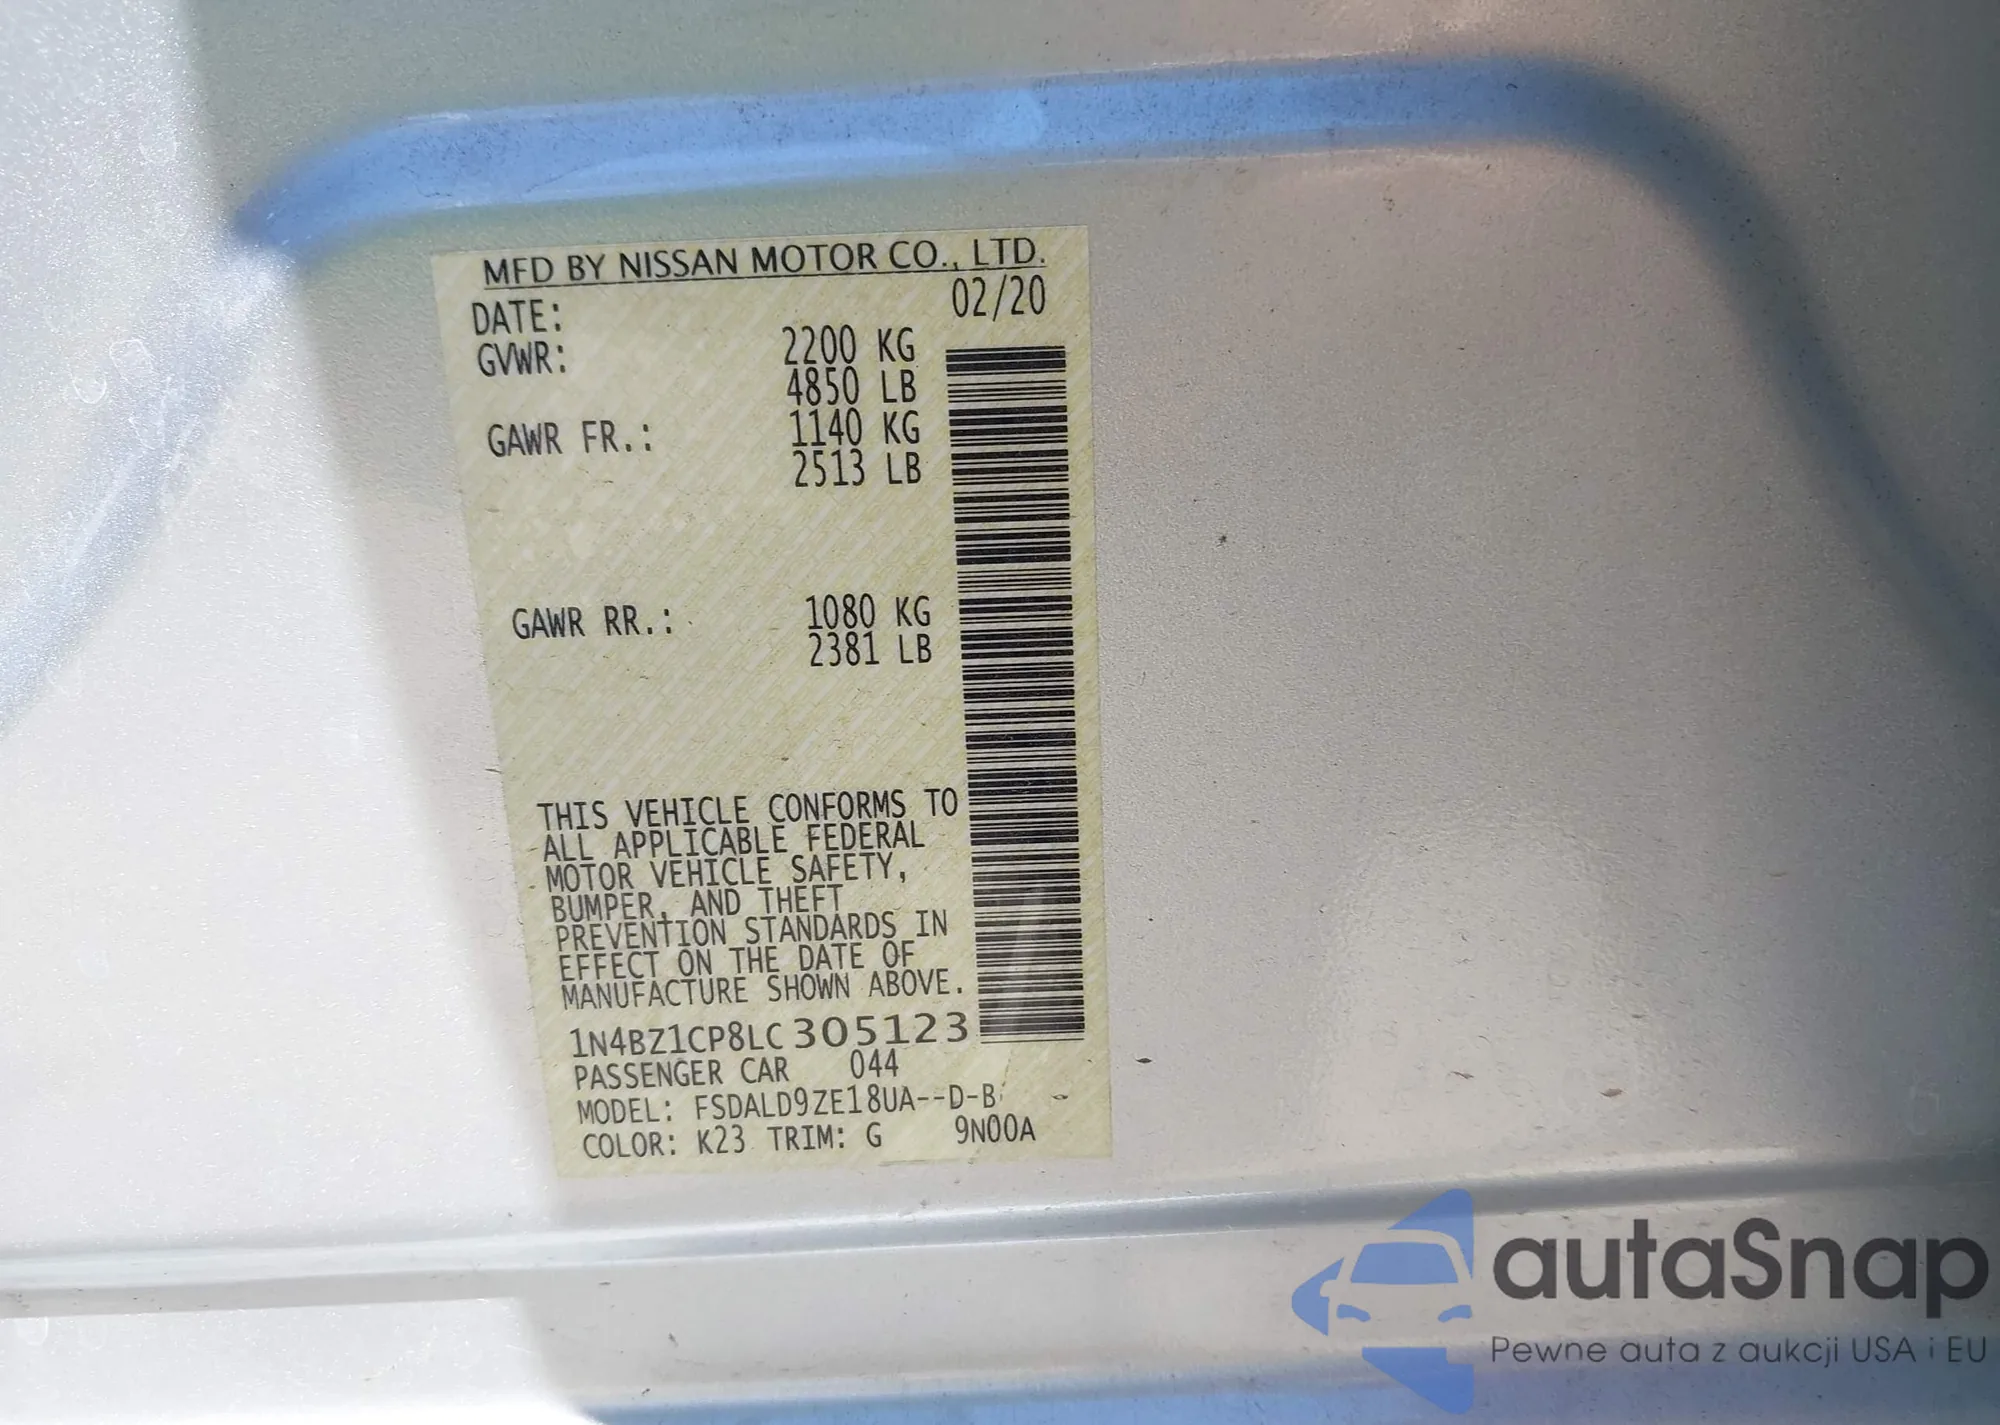 MFD BY NISSAN MOTOR CO., LTD.
DATE: 02/20
GVWR: 2200 KG
4850 LB
GAWR FR.: 1140 KG
2513 LB
GAWR RR.: 1080 KG
2381 LB
THIS VEHICLE CONFORMS TO
ALL APPLICABLE FEDERAL
MOTOR VEHICLE SAFETY,
BUMPER, AND THEFT
PREVENTION STANDARDS IN
EFFECT ON THE DATE OF
MANUFACTURE SHOWN ABOVE.
1N4BZ1CP8LC305123
PASSENGER CAR 044
MODEL: FSDALD9ZE18UA--D-B
COLOR: K23 TRIM: G 9N00A
autaSnap
Pewne auta z aukcji USA i EU